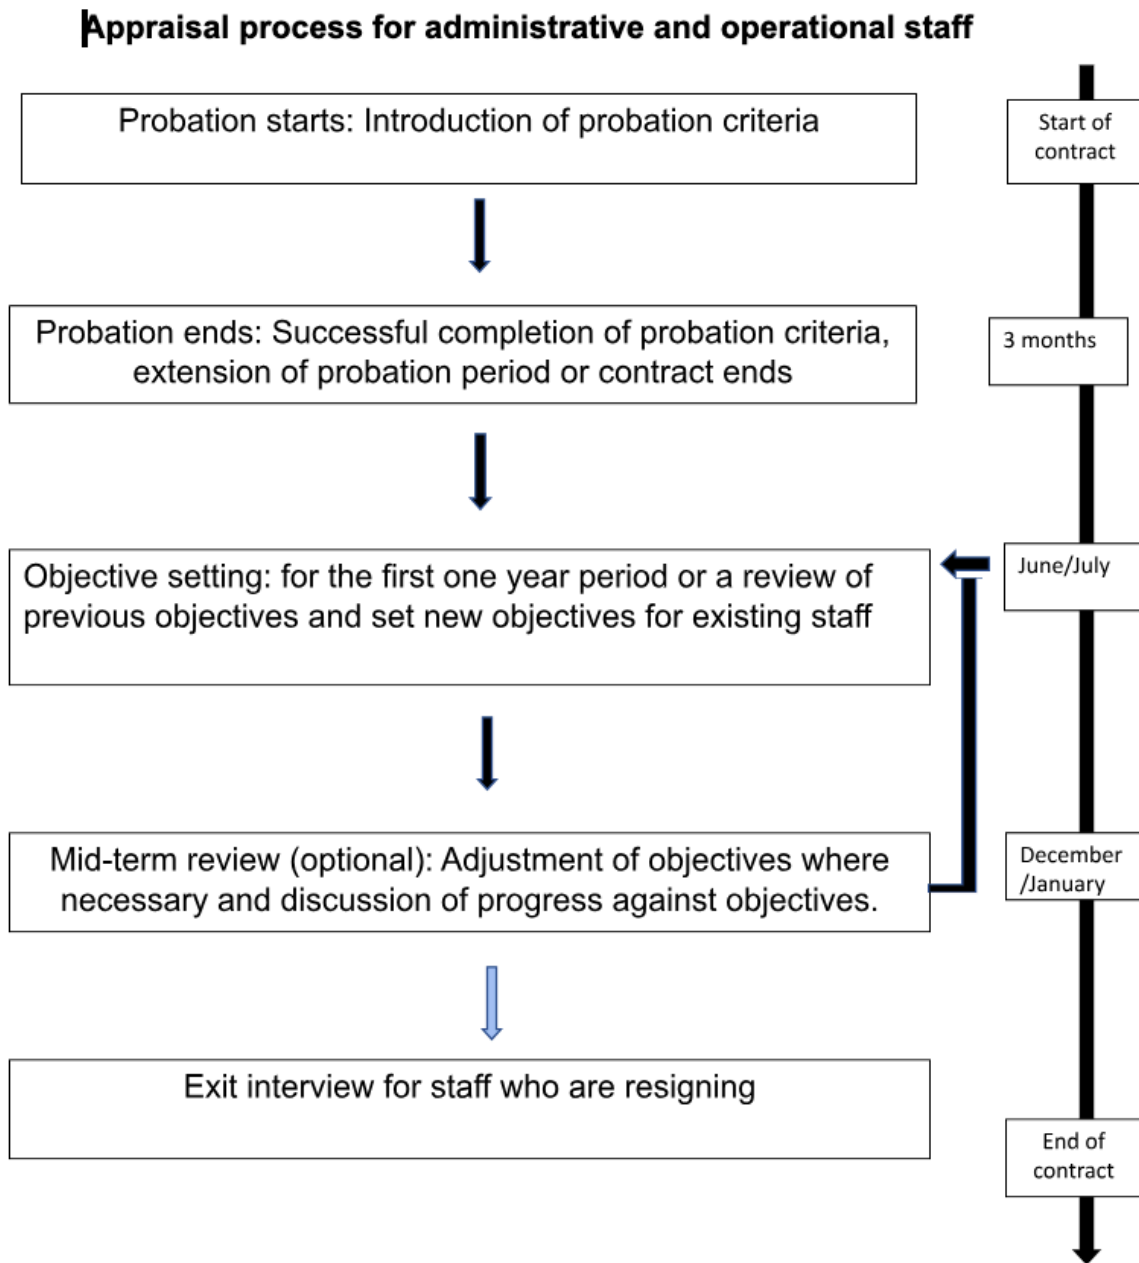 Appraisal process for administrative and operational staff
Probation starts: Introduction of probation criteria
Start of
contract
Probation ends: Successful completion of probation criteria,
extension of probation period or contract ends
3 months
Objective setting: for the first one year period or a review of
previous objectives and set new objectives for existing staff
June/July
Mid-term review (optional): Adjustment of objectives where
necessary and discussion of progress against objectives.
December
/January
Exit interview for staff who are resigning
End of
contract